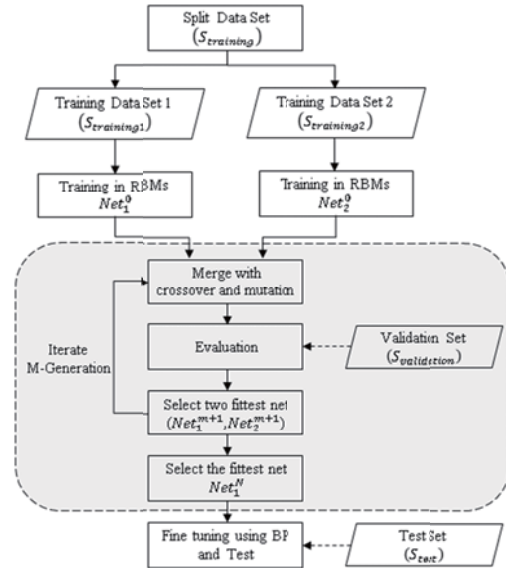 Split Data Set
(S_training)
Training Data Set 1
(S_training1)
Training Data Set 2
(S_training2)
Training in RBMs
Net_1^0
Training in RBMs
Net_2^0
Merge with
crossover and mutation
Iterate
M-Generation
Evaluation
Validation Set
(S_validation)
Select two fittest net
(Net_1^{m+1}, Net_2^{m+1})
Select the fittest net
Net_1^N
Fine tuning using BP
and Test
Test Set
(S_test)